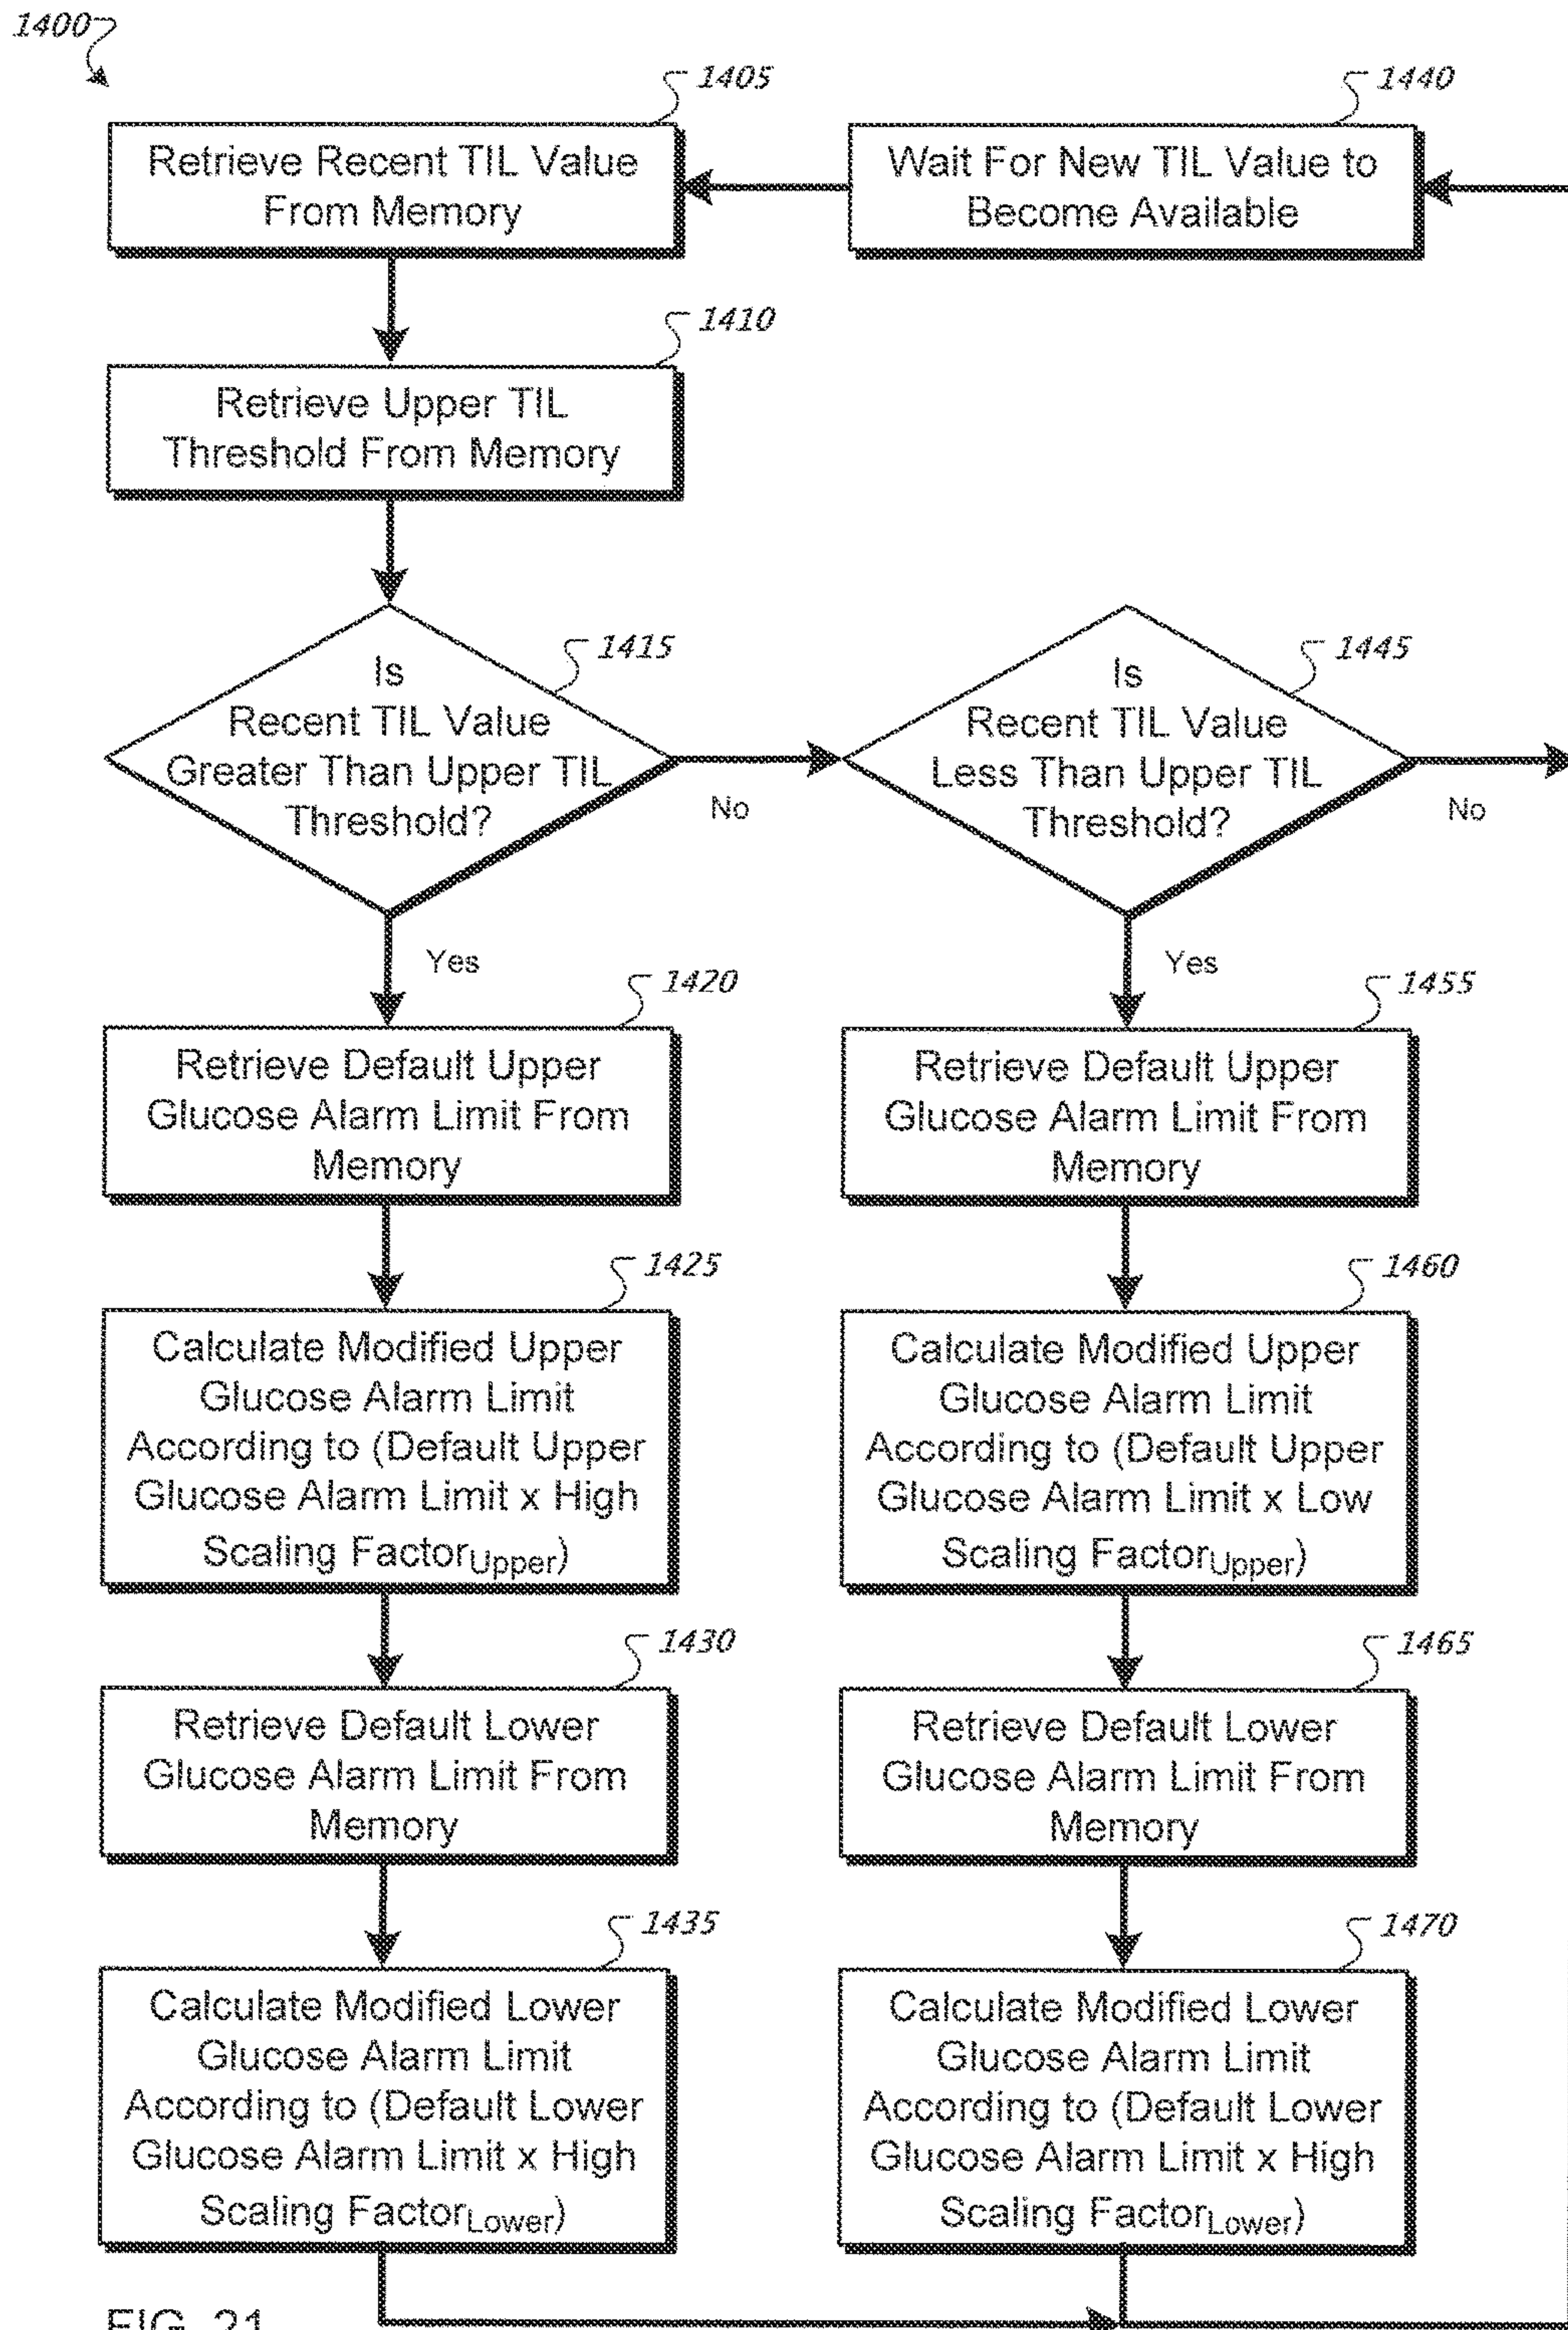 1400
1405
Retrieve Recent TIL Value
From Memory
1440
Wait For New TIL Value to
Become Available
1410
Retrieve Upper TIL
Threshold From Memory
1415
Is
Recent TIL Value
Greater Than Upper TIL
Threshold?
No
Yes
1445
Is
Recent TIL Value
Less Than Upper TIL
Threshold?
No
Yes
1420
Retrieve Default Upper
Glucose Alarm Limit From
Memory
1455
Retrieve Default Upper
Glucose Alarm Limit From
Memory
1425
Calculate Modified Upper
Glucose Alarm Limit
According to (Default Upper
Glucose Alarm Limit x High
Scaling FactorUpper)
1460
Calculate Modified Upper
Glucose Alarm Limit
According to (Default Upper
Glucose Alarm Limit x Low
Scaling FactorUpper)
1430
Retrieve Default Lower
Glucose Alarm Limit From
Memory
1465
Retrieve Default Lower
Glucose Alarm Limit From
Memory
1435
Calculate Modified Lower
Glucose Alarm Limit
According to (Default Lower
Glucose Alarm Limit x High
Scaling FactorLower)
1470
Calculate Modified Lower
Glucose Alarm Limit
According to (Default Lower
Glucose Alarm Limit x High
Scaling FactorLower)
FIG. 21